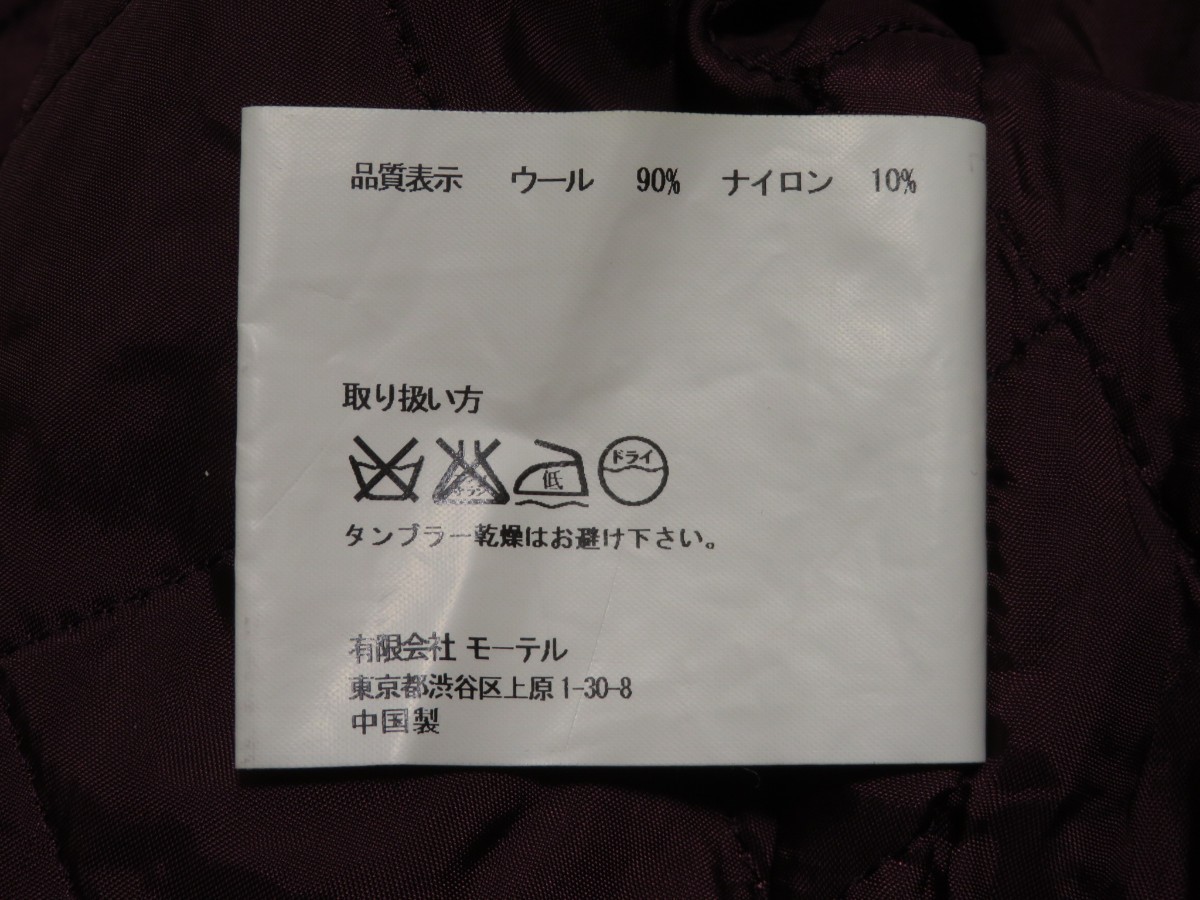 品質表示 ウール 90% ナイロン 10%
取り扱い方
低 ドライ
タンブラー乾燥はお避け下さい。
有限会社 モーテル
東京都渋谷区上原1-30-8
中国製